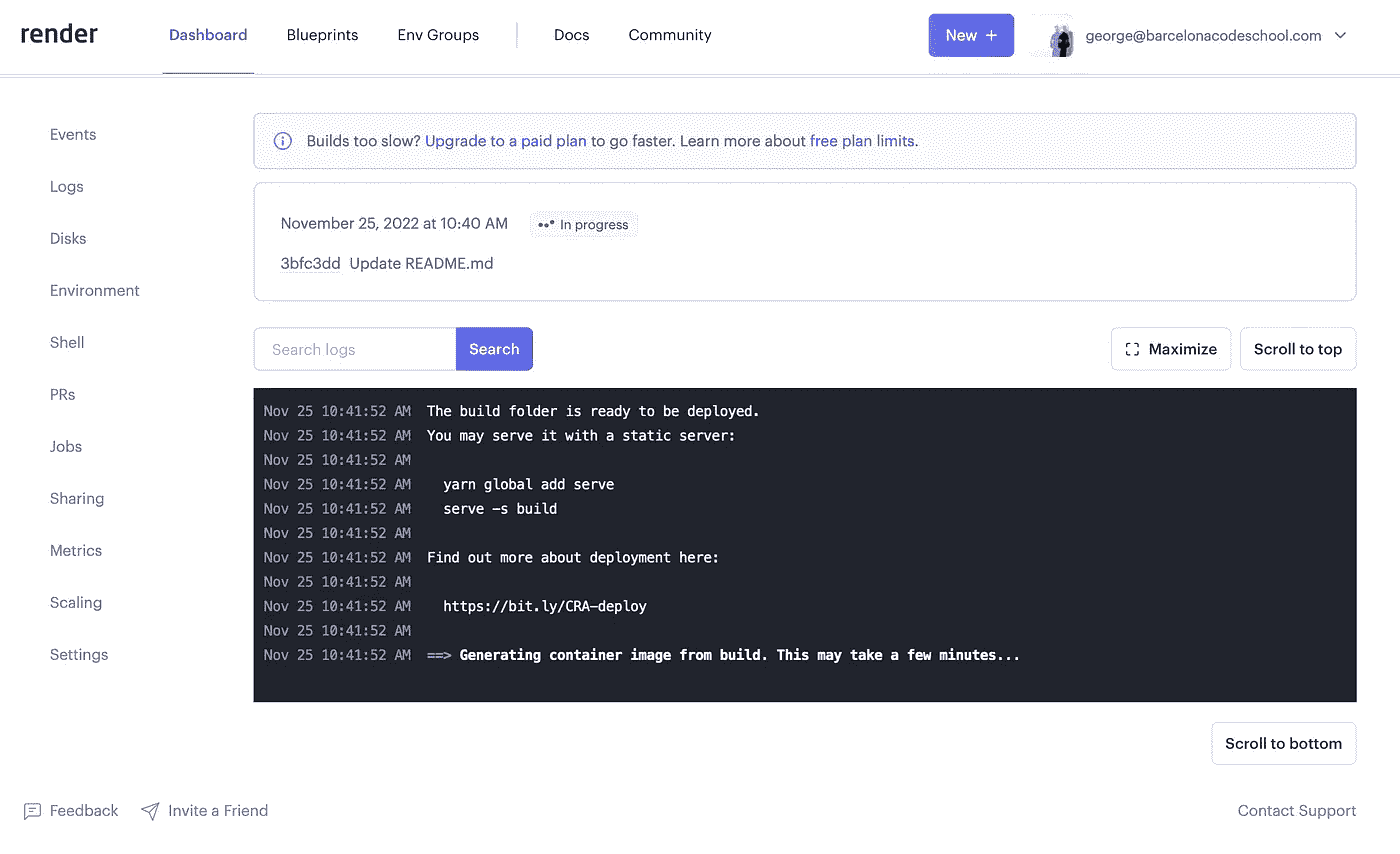 render Dashboard Blueprints Env Groups Docs Community New + george@barcelonacodeschool.com
Events
Logs
Disks
Environment
Shell
PRs
Jobs
Sharing
Metrics
Scaling
Settings
Builds too slow? Upgrade to a paid plan to go faster. Learn more about free plan limits.
November 25, 2022 at 10:40 AM In progress
3bfc3dd Update README.md
Search logs Search Maximize Scroll to top
Nov 25 10:41:52 AM The build folder is ready to be deployed.
Nov 25 10:41:52 AM You may serve it with a static server:
Nov 25 10:41:52 AM
Nov 25 10:41:52 AM yarn global add serve
Nov 25 10:41:52 AM serve -s build
Nov 25 10:41:52 AM
Nov 25 10:41:52 AM Find out more about deployment here:
Nov 25 10:41:52 AM
Nov 25 10:41:52 AM https://bit.ly/CRA-deploy
Nov 25 10:41:52 AM
Nov 25 10:41:52 AM ==> Generating container image from build. This may take a few minutes...
Scroll to bottom
Feedback Invite a Friend Contact Support